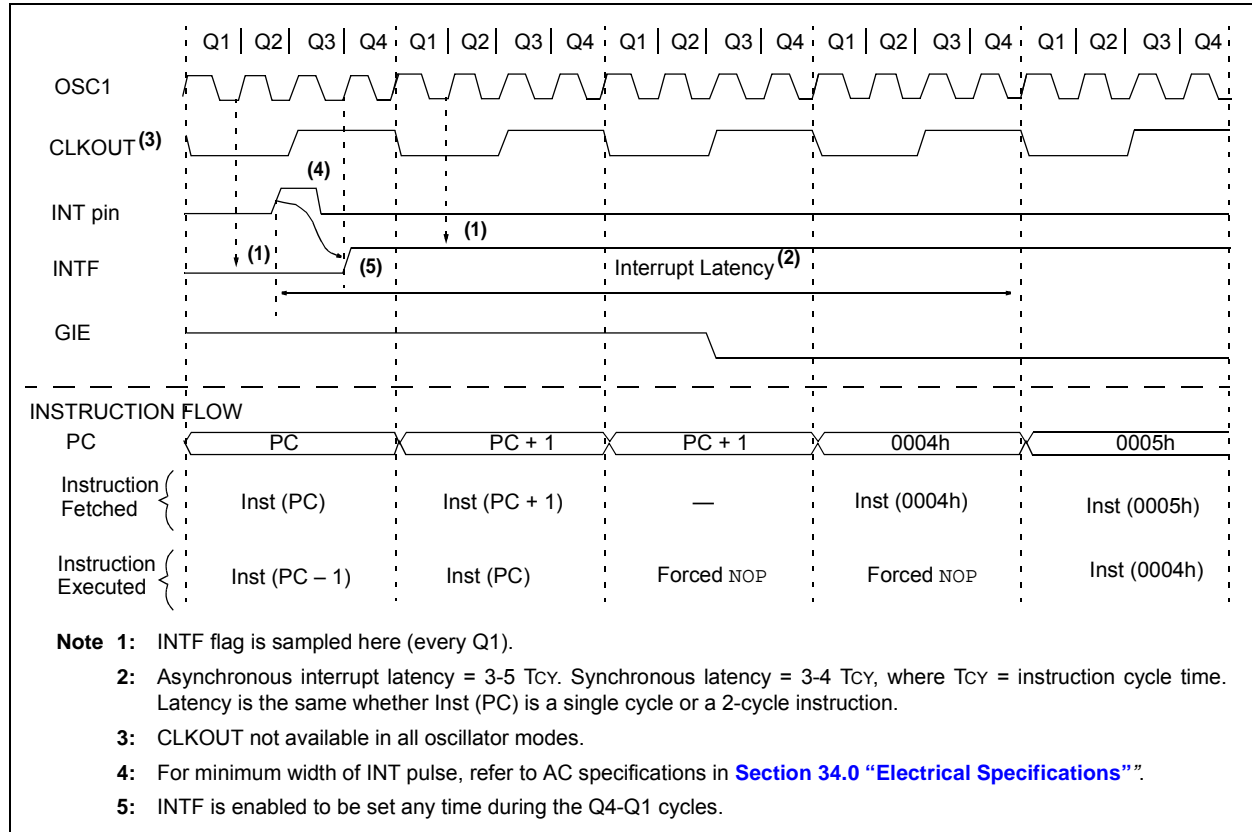 Q1 Q2 Q3 Q4 Q1 Q2 Q3 Q4 Q1 Q2 Q3 Q4 Q1 Q2 Q3 Q4 Q1 Q2 Q3 Q4
OSC1
CLKOUT (3)
(4)
INT pin
(1)
(1)
INTF
(5)
Interrupt Latency (2)
GIE
INSTRUCTION FLOW
PC PC PC + 1 PC + 1 0004h 0005h
Instruction
Fetched
Inst (PC) Inst (PC + 1) — Inst (0004h) Inst (0005h)
Instruction
Executed
Inst (PC – 1) Inst (PC) Forced NOP Forced NOP Inst (0004h)
Note 1: INTF flag is sampled here (every Q1).
2: Asynchronous interrupt latency = 3-5 TCY. Synchronous latency = 3-4 TCY, where TCY = instruction cycle time.
Latency is the same whether Inst (PC) is a single cycle or a 2-cycle instruction.
3: CLKOUT not available in all oscillator modes.
4: For minimum width of INT pulse, refer to AC specifications in Section 34.0 “Electrical Specifications””.
5: INTF is enabled to be set any time during the Q4-Q1 cycles.